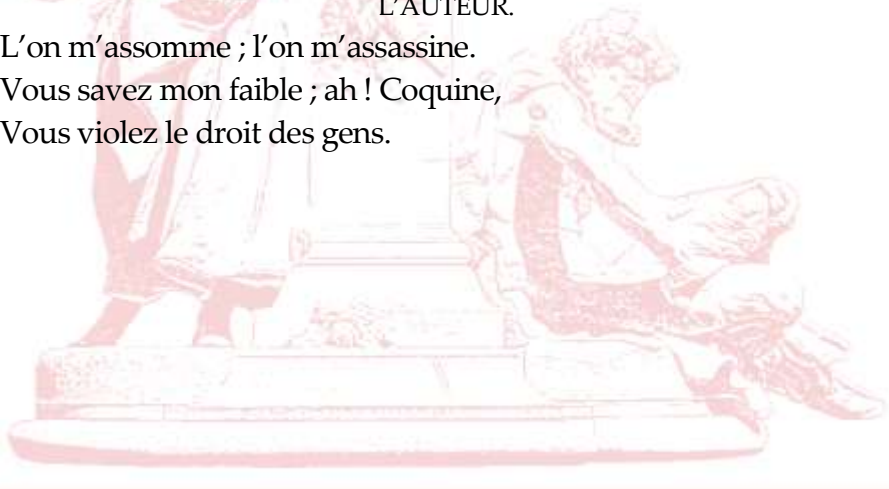 L’AUTEUR.
L’on m’assomme ; l’on m’assassine.
Vous savez mon faible ; ah ! Coquine,
Vous violez le droit des gens.